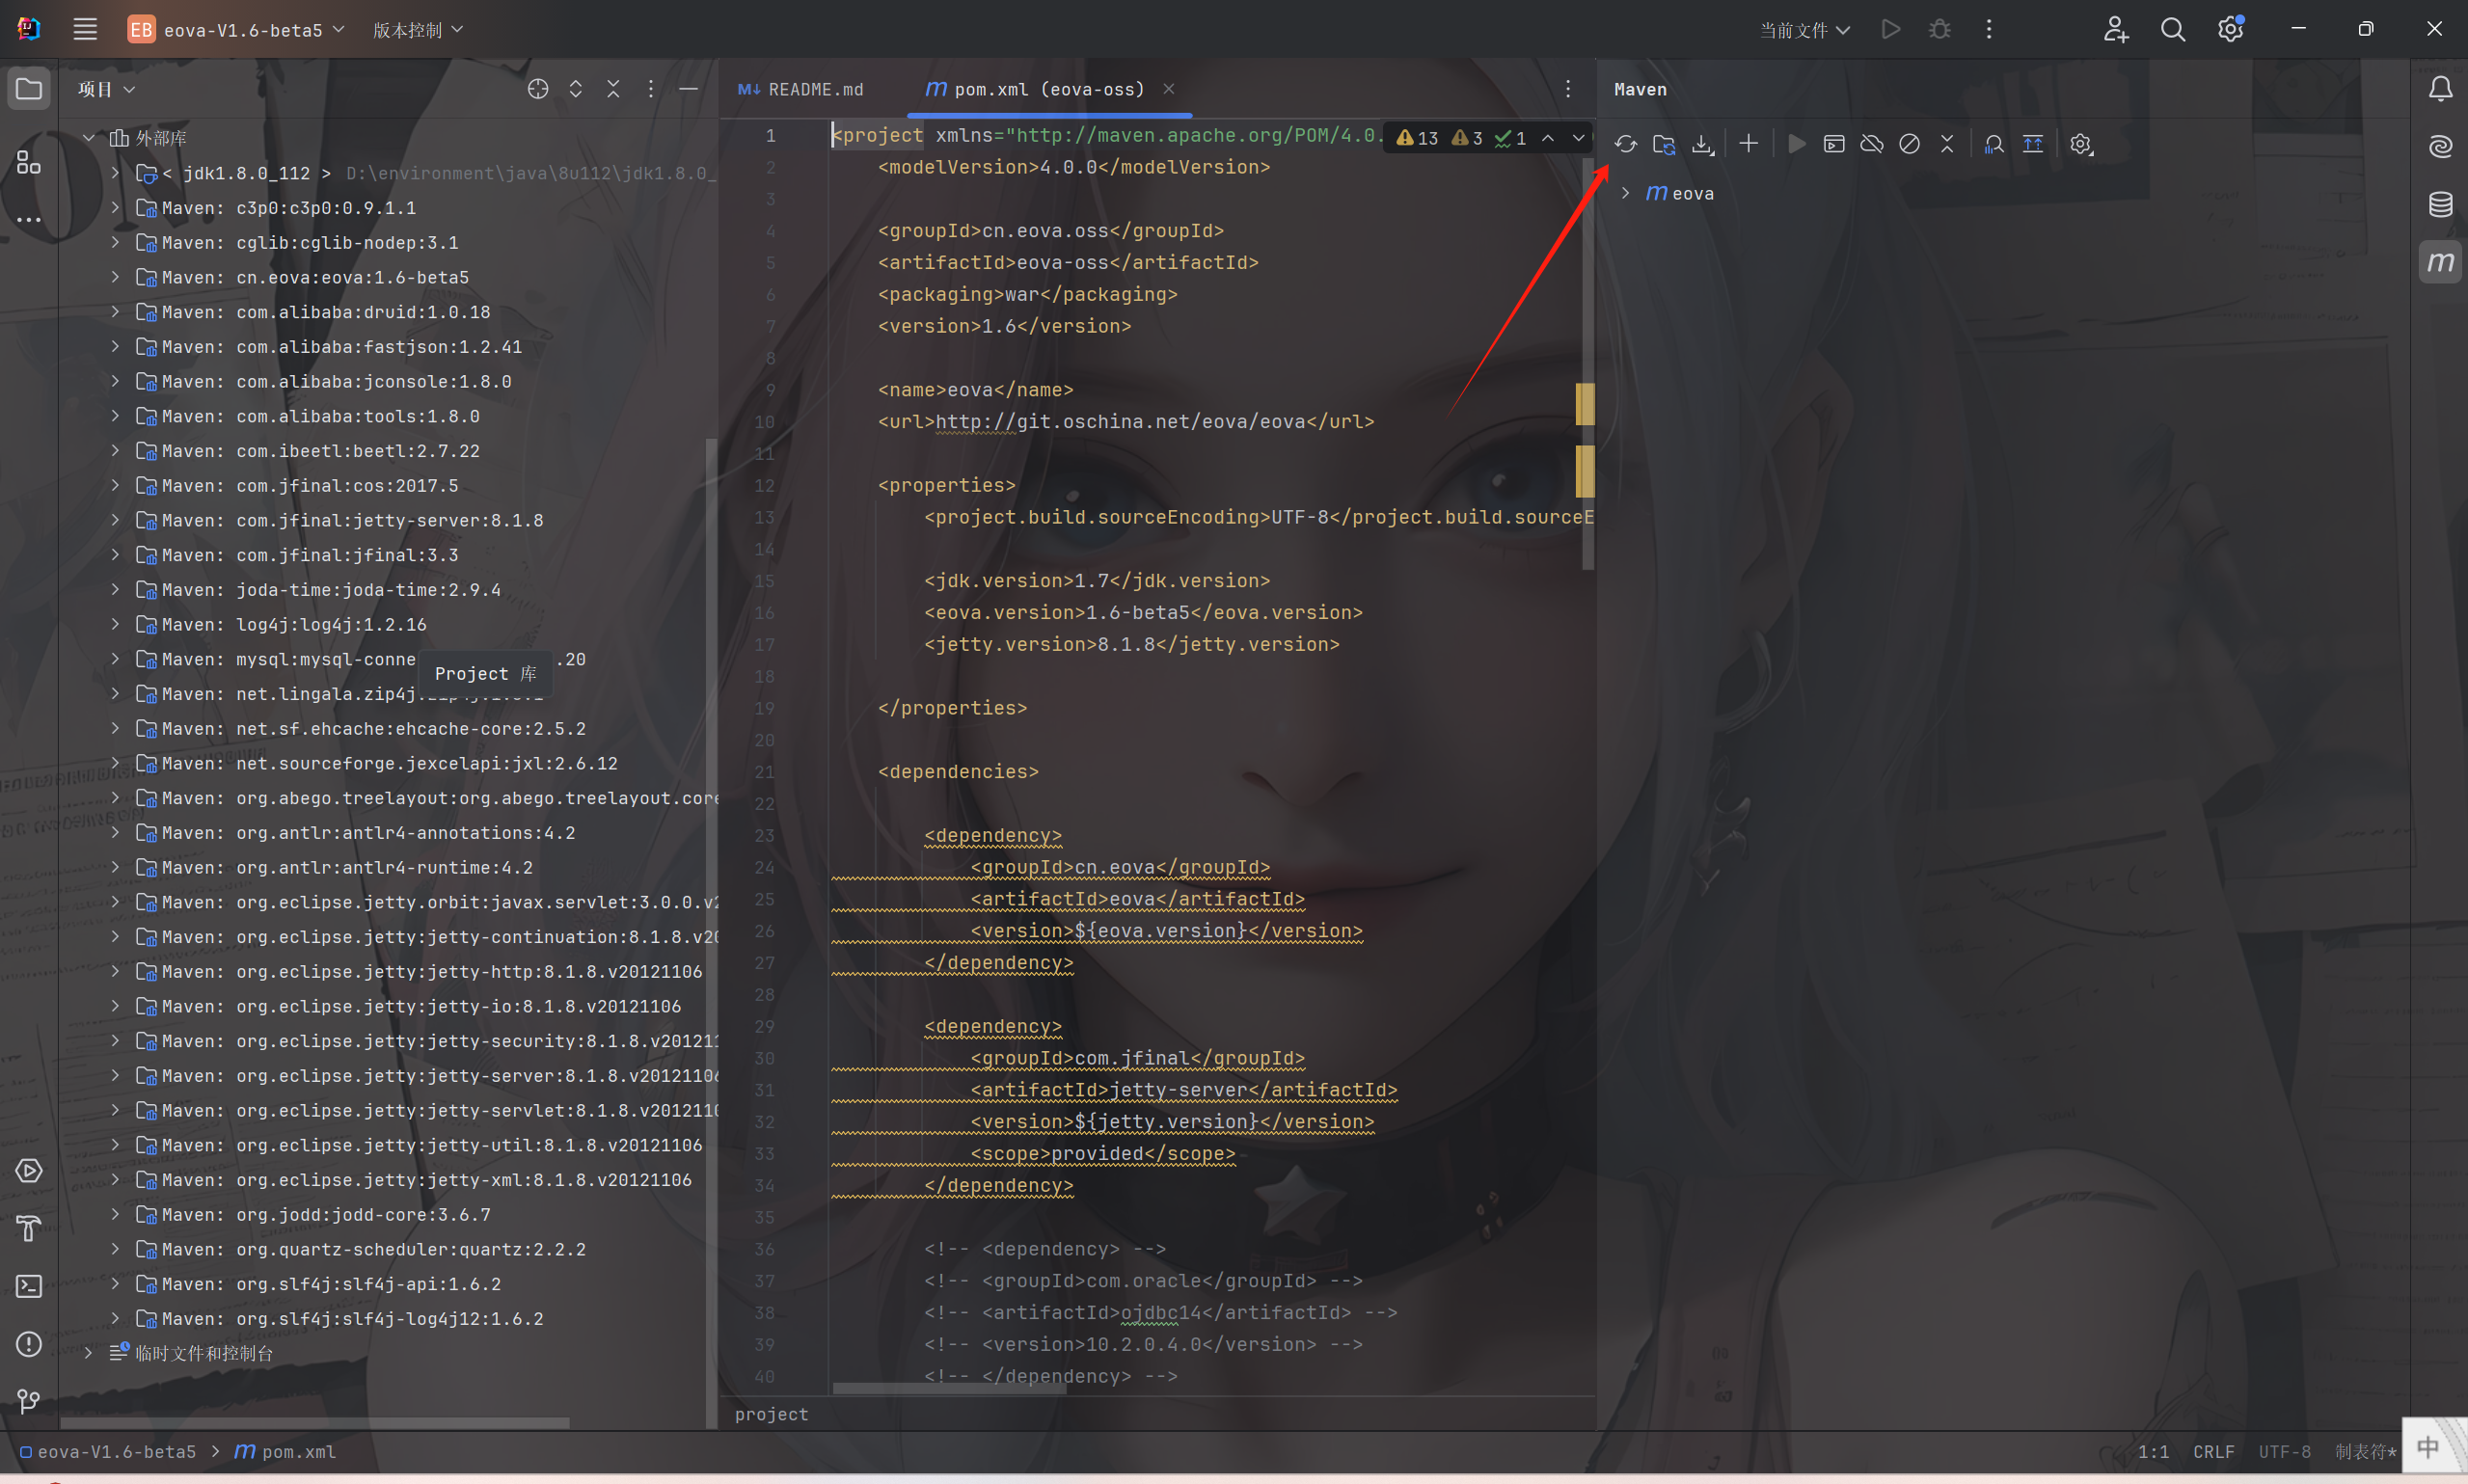 EB eova-V1.6-beta5 版本控制 当前文件
项目
外部库
< jdk1.8.0_112 > D:\environment\java\8u112\jdk1.8.0_
Maven: c3p0:c3p0:0.9.1.1
Maven: cglib:cglib-nodep:3.1
Maven: cn.eova:eova:1.6-beta5
Maven: com.alibaba:druid:1.0.18
Maven: com.alibaba:fastjson:1.2.41
Maven: com.alibaba:jconsole:1.8.0
Maven: com.alibaba:tools:1.8.0
Maven: com.ibeetl:beetl:2.7.22
Maven: com.jfinal:cos:2017.5
Maven: com.jfinal:jetty-server:8.1.8
Maven: com.jfinal:jfinal:3.3
Maven: joda-time:joda-time:2.9.4
Maven: log4j:log4j:1.2.16
Maven: mysql:mysql-conne .20
Project 库
Maven: net.lingala.zip4j
Maven: net.sf.ehcache:ehcache-core:2.5.2
Maven: net.sourceforge.jexcelapi:jxl:2.6.12
Maven: org.abego.treelayout:org.abego.treelayout.core
Maven: org.antlr:antlr4-annotations:4.2
Maven: org.antlr:antlr4-runtime:4.2
Maven: org.eclipse.jetty.orbit:javax.servlet:3.0.0.v2
Maven: org.eclipse.jetty:jetty-continuation:8.1.8.v20
Maven: org.eclipse.jetty:jetty-http:8.1.8.v20121106
Maven: org.eclipse.jetty:jetty-io:8.1.8.v20121106
Maven: org.eclipse.jetty:jetty-security:8.1.8.v20121
Maven: org.eclipse.jetty:jetty-server:8.1.8.v20121106
Maven: org.eclipse.jetty:jetty-servlet:8.1.8.v2012110
Maven: org.eclipse.jetty:jetty-util:8.1.8.v20121106
Maven: org.eclipse.jetty:jetty-xml:8.1.8.v20121106
Maven: org.jodd:jodd-core:3.6.7
Maven: org.quartz-scheduler:quartz:2.2.2
Maven: org.slf4j:slf4j-api:1.6.2
Maven: org.slf4j:slf4j-log4j12:1.6.2
临时文件和控制台
M↓ README.md m pom.xml (eova-oss)
13 3 1
1 <project xmlns="http://maven.apache.org/POM/4.0.
2 <modelVersion>4.0.0</modelVersion>
3
4 <groupId>cn.eova.oss</groupId>
5 <artifactId>eova-oss</artifactId>
6 <packaging>war</packaging>
7 <version>1.6</version>
8
9 <name>eova</name>
10 <url>http://git.oschina.net/eova/eova</url>
11
12 <properties>
13 <project.build.sourceEncoding>UTF-8</project.build.sourceE
14
15 <jdk.version>1.7</jdk.version>
16 <eova.version>1.6-beta5</eova.version>
17 <jetty.version>8.1.8</jetty.version>
18
19 </properties>
20
21 <dependencies>
22
23 <dependency>
24 <groupId>cn.eova</groupId>
25 <artifactId>eova</artifactId>
26 <version>${eova.version}</version>
27 </dependency>
28
29 <dependency>
30 <groupId>com.jfinal</groupId>
31 <artifactId>jetty-server</artifactId>
32 <version>${jetty.version}</version>
33 <scope>provided</scope>
34 </dependency>
35
36 <!-- <dependency> -->
37 <!-- <groupId>com.oracle</groupId> -->
38 <!-- <artifactId>ojdbc14</artifactId> -->
39 <!-- <version>10.2.0.4.0</version> -->
40 <!-- </dependency> -->
project
Maven
m eova
m
eova-V1.6-beta5 > m pom.xml
1:1 CRLF UTF-8 制表符*
中